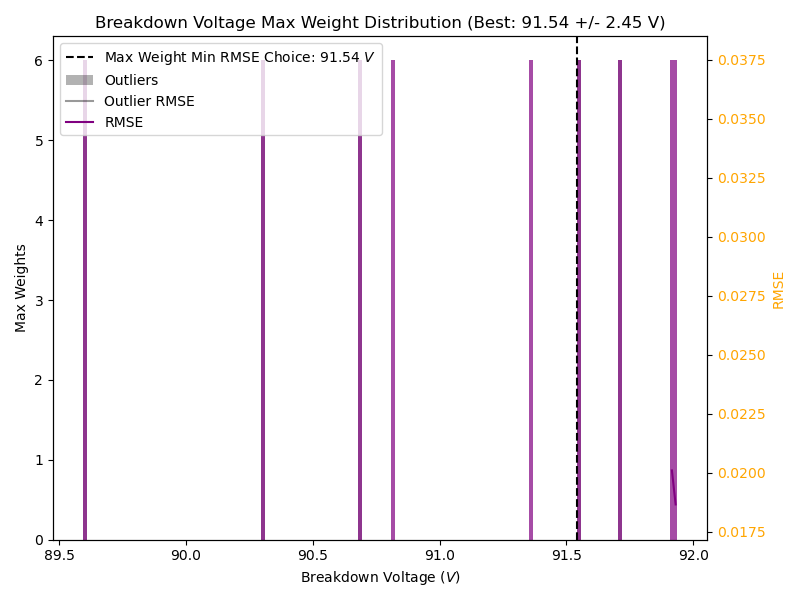 Breakdown Voltage Max Weight Distribution (Best: 91.54 +/- 2.45 V)
Max Weight Min RMSE Choice: 91.54 V
Outliers
Outlier RMSE
RMSE
6
5
4
3
2
1
0
Max Weights
0.0375
0.0350
0.0325
0.0300
0.0275
0.0250
0.0225
0.0200
0.0175
RMSE
89.5 90.0 90.5 91.0 91.5 92.0
Breakdown Voltage (V)